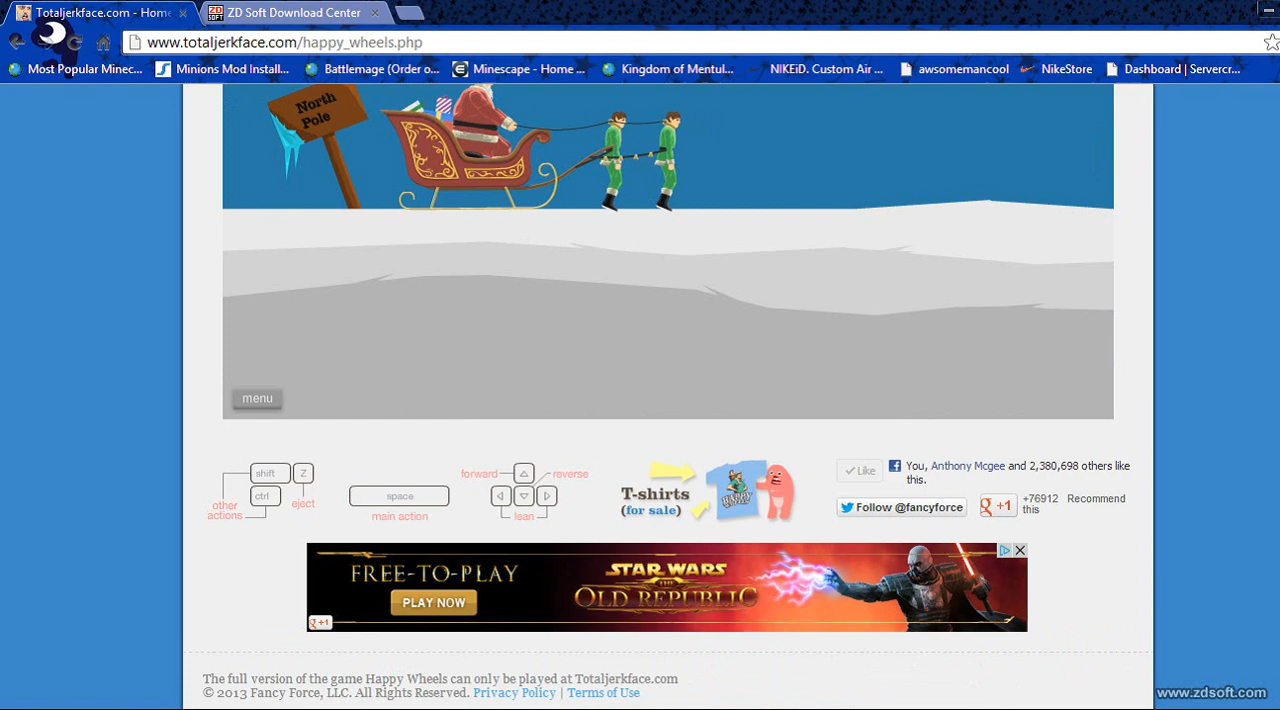 Totaljerkface.com - Home
ZD SOFT
ZD Soft Download Center
www.totaljerkface.com/happy_wheels.php
Most Popular Minec...
Minions Mod Install...
Battlemage (Order o...
Minescape - Home ...
Kingdom of Mentul...
NIKEiD. Custom Air ...
awsomemancool
NikeStore
Dashboard | Servercr...
North
Pole
menu
shift
Z
ctrl
other
actions
eject
space
main action
forward
reverse
lean
T-shirts
(for sale)
HAPPY
WHEELS
Like
You, Anthony Mcgee and 2,380,698 others like
this.
Follow @fancyforce
+1
+76912
Recommend
this
FREE-TO-PLAY
PLAY NOW
STAR WARS
THE
OLD REPUBLIC
g +1
The full version of the game Happy Wheels can only be played at Totaljerkface.com
© 2013 Fancy Force, LLC. All Rights Reserved. Privacy Policy | Terms of Use
www.zdsoft.com